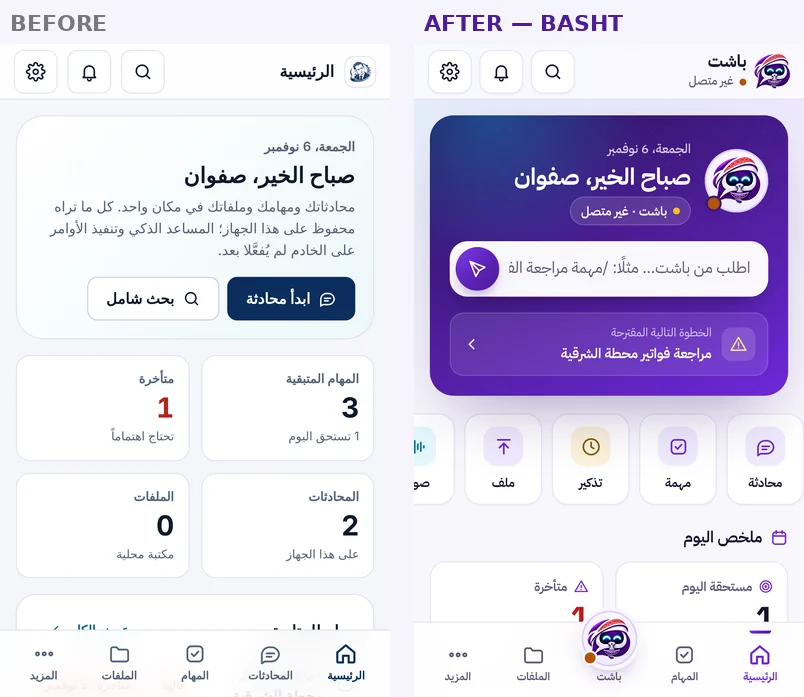 BEFORE
الرئيسية
الجمعة، 6 نوفمبر
صباح الخير، صفوان
محادثاتك ومهامك وملفاتك في مكان واحد. كل ما تراه
محفوظ على هذا الجهاز؛ المساعد الذكي وتنفيذ الأوامر
على الخادم لم يُفعَّلا بعد.
ابدأ محادثة
بحث شامل
المهام المتبقية
3
1 تستحق اليوم
متأخرة
1
تحتاج اهتماماً
المحادثات
2
على هذا الجهاز
الملفات
0
مكتبة محلية
الرئيسية
المحادثات
المهام
الملفات
المزيد
AFTER — BASHT
باشت
غير متصل
الجمعة، 6 نوفمبر
صباح الخير، صفوان
باشت · غير متصل
اطلب من باشت... مثلًا: /مهمة مراجعة الف
الخطوة التالية المقترحة
مراجعة فواتير محطة الشرقية
محادثة
مهمة
تذكير
ملف
صو
ملخص اليوم
مستحقة اليوم
1
متأخرة
1
الرئيسية
المهام
باشت
الملفات
المزيد